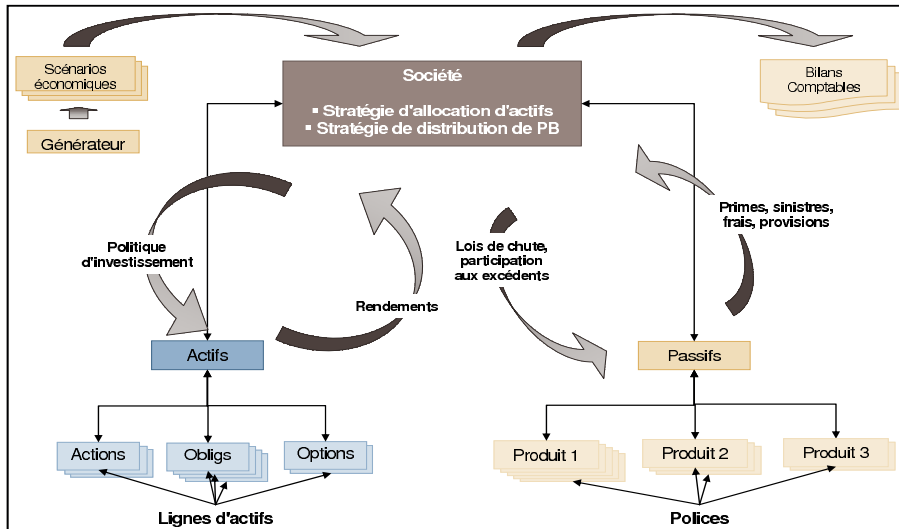 Scénarios
économiques
Générateur
Société
▪ Stratégie d'allocation d'actifs
▪ Stratégie de distribution de PB
Bilans
Comptables
Politique
d'investissement
Rendements
Lois de chute,
participation
aux excédents
Primes, sinistres,
frais, provisions
Actifs
Passifs
Actions
Obligs
Options
Produit 1
Produit 2
Produit 3
Lignes d'actifs
Polices